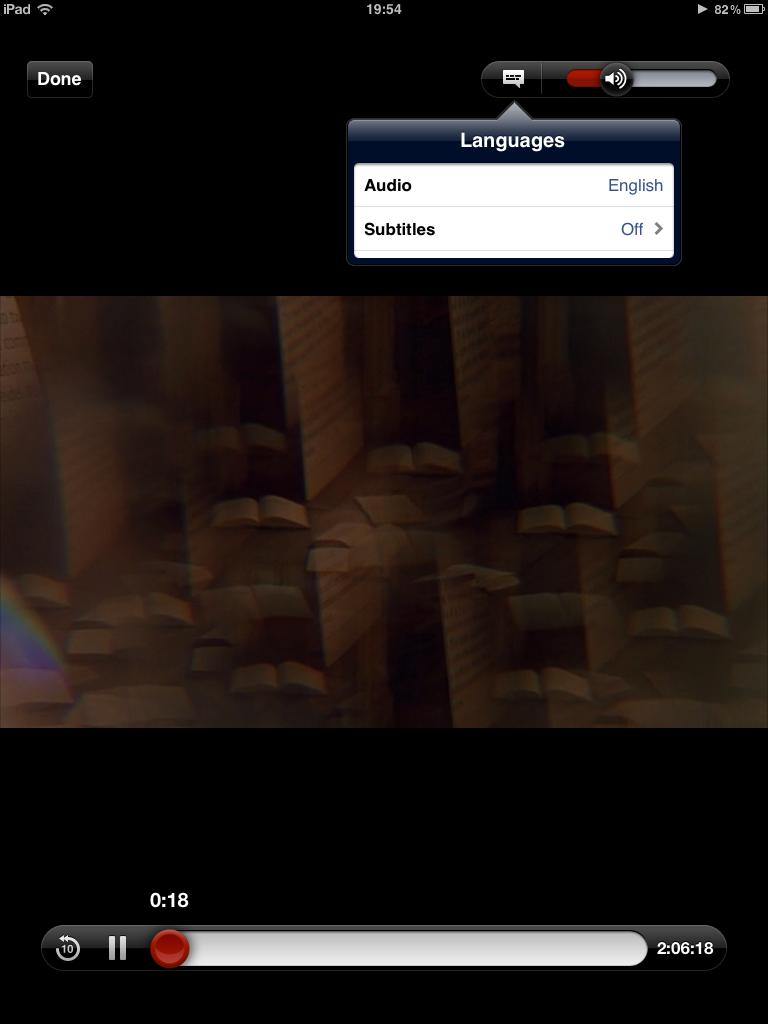 iPad 19:54 82%
Done
Languages
Audio English
Subtitles Off
0:18
10 2:06:18